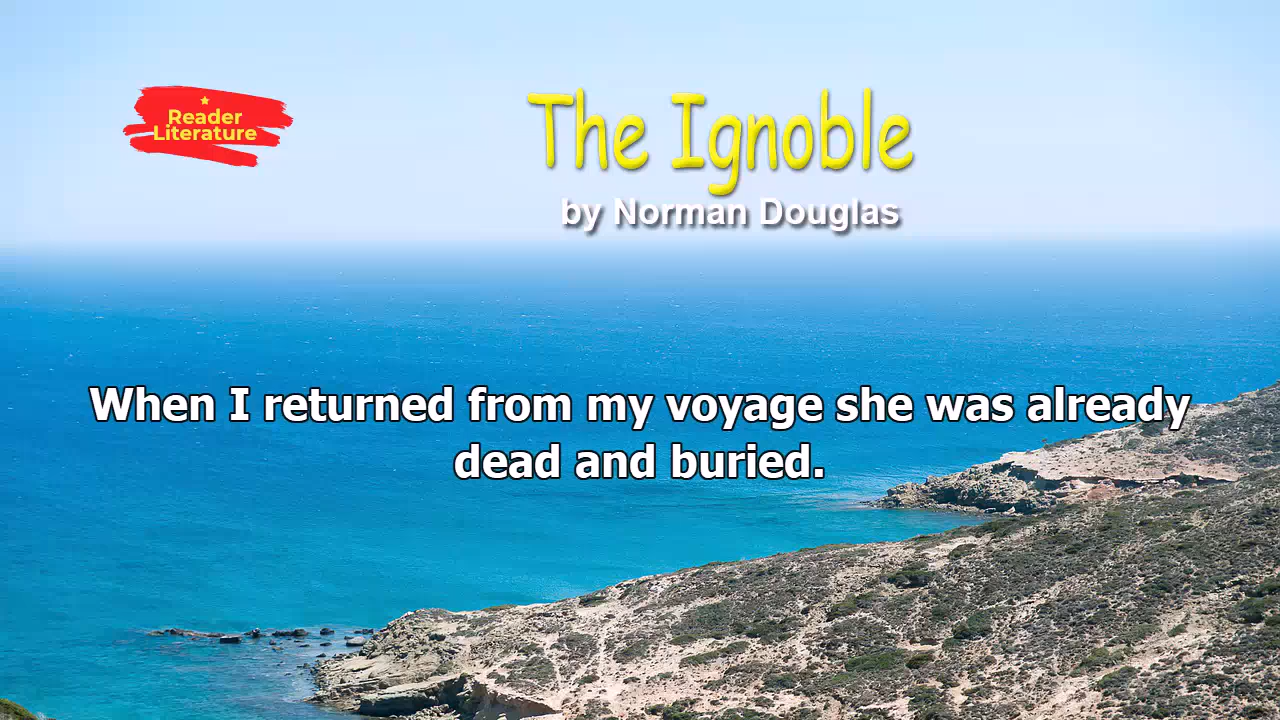 Reader
Literature
The Ignoble
by Norman Douglas
When I returned from my voyage she was already
dead and buried.